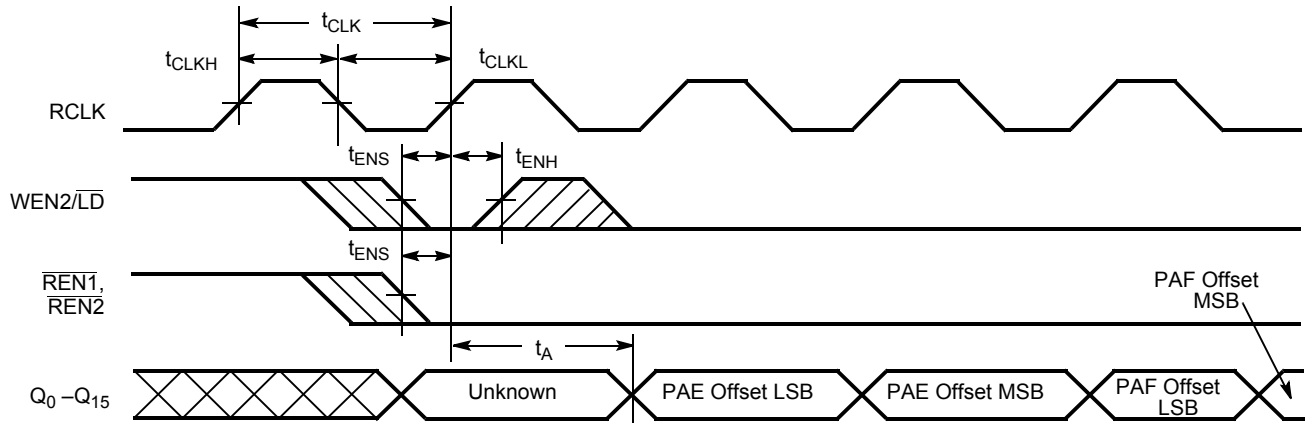 tCLK
tCLKH
tCLKL
RCLK
tENS
tENH
WEN2/LD
tENS
REN1,
REN2
PAF Offset
MSB
tA
Q0 –Q15
Unknown
PAE Offset LSB
PAE Offset MSB
PAF Offset
LSB